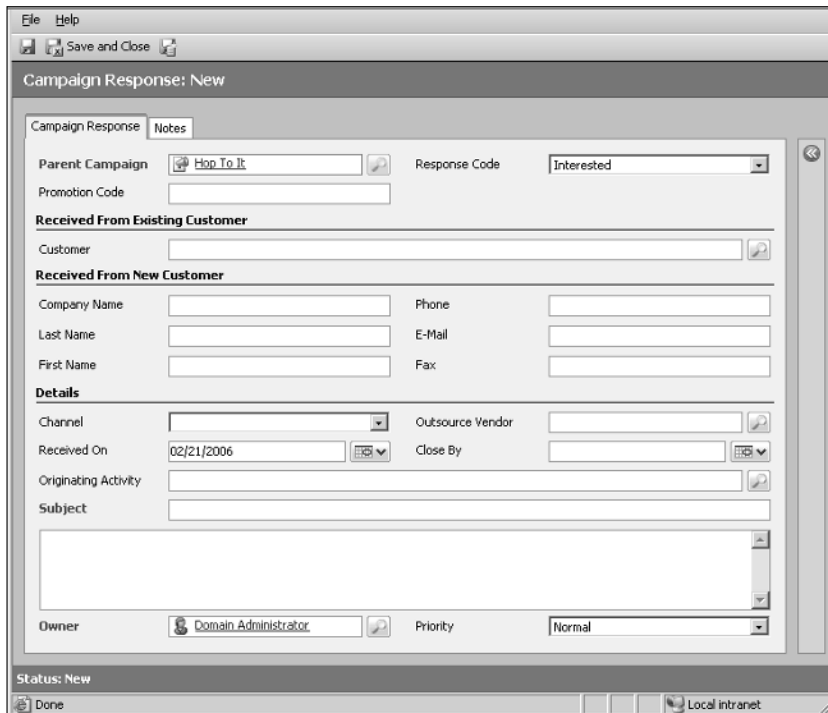 File Help
Save and Close
Campaign Response: New
Campaign Response Notes
Parent Campaign Hop To It Response Code Interested
Promotion Code
Received From Existing Customer
Customer
Received From New Customer
Company Name Phone
Last Name E-Mail
First Name Fax
Details
Channel Outsource Vendor
Received On 02/21/2006 Close By
Originating Activity
Subject
Owner Domain Administrator Priority Normal
Status: New
Done Local intranet